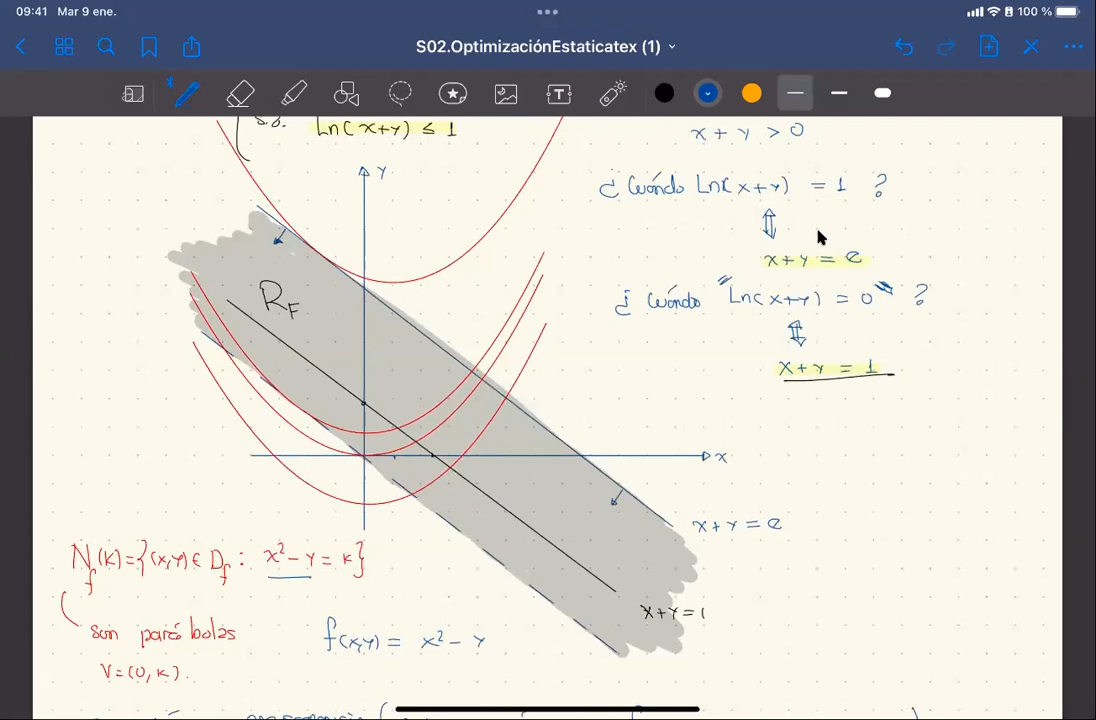 09:41 Mar 9 ene.
100 %
S02.OptimizaciónEstaticatex (1)
Ln(x+y) ≤ 1
x + y > 0
¿ Cuándo Ln(x+y) = 1 ?
x+y = e
¿ Cuándo "Ln(x+y) = 0" ?
x+y = 1
y
R_F
x
x+y = e
x+y = 1
N_f(K) = {(x,y) ∈ D_f : x² - y = K}
son parábolas
V = (0, K).
f(x,y) = x² - y